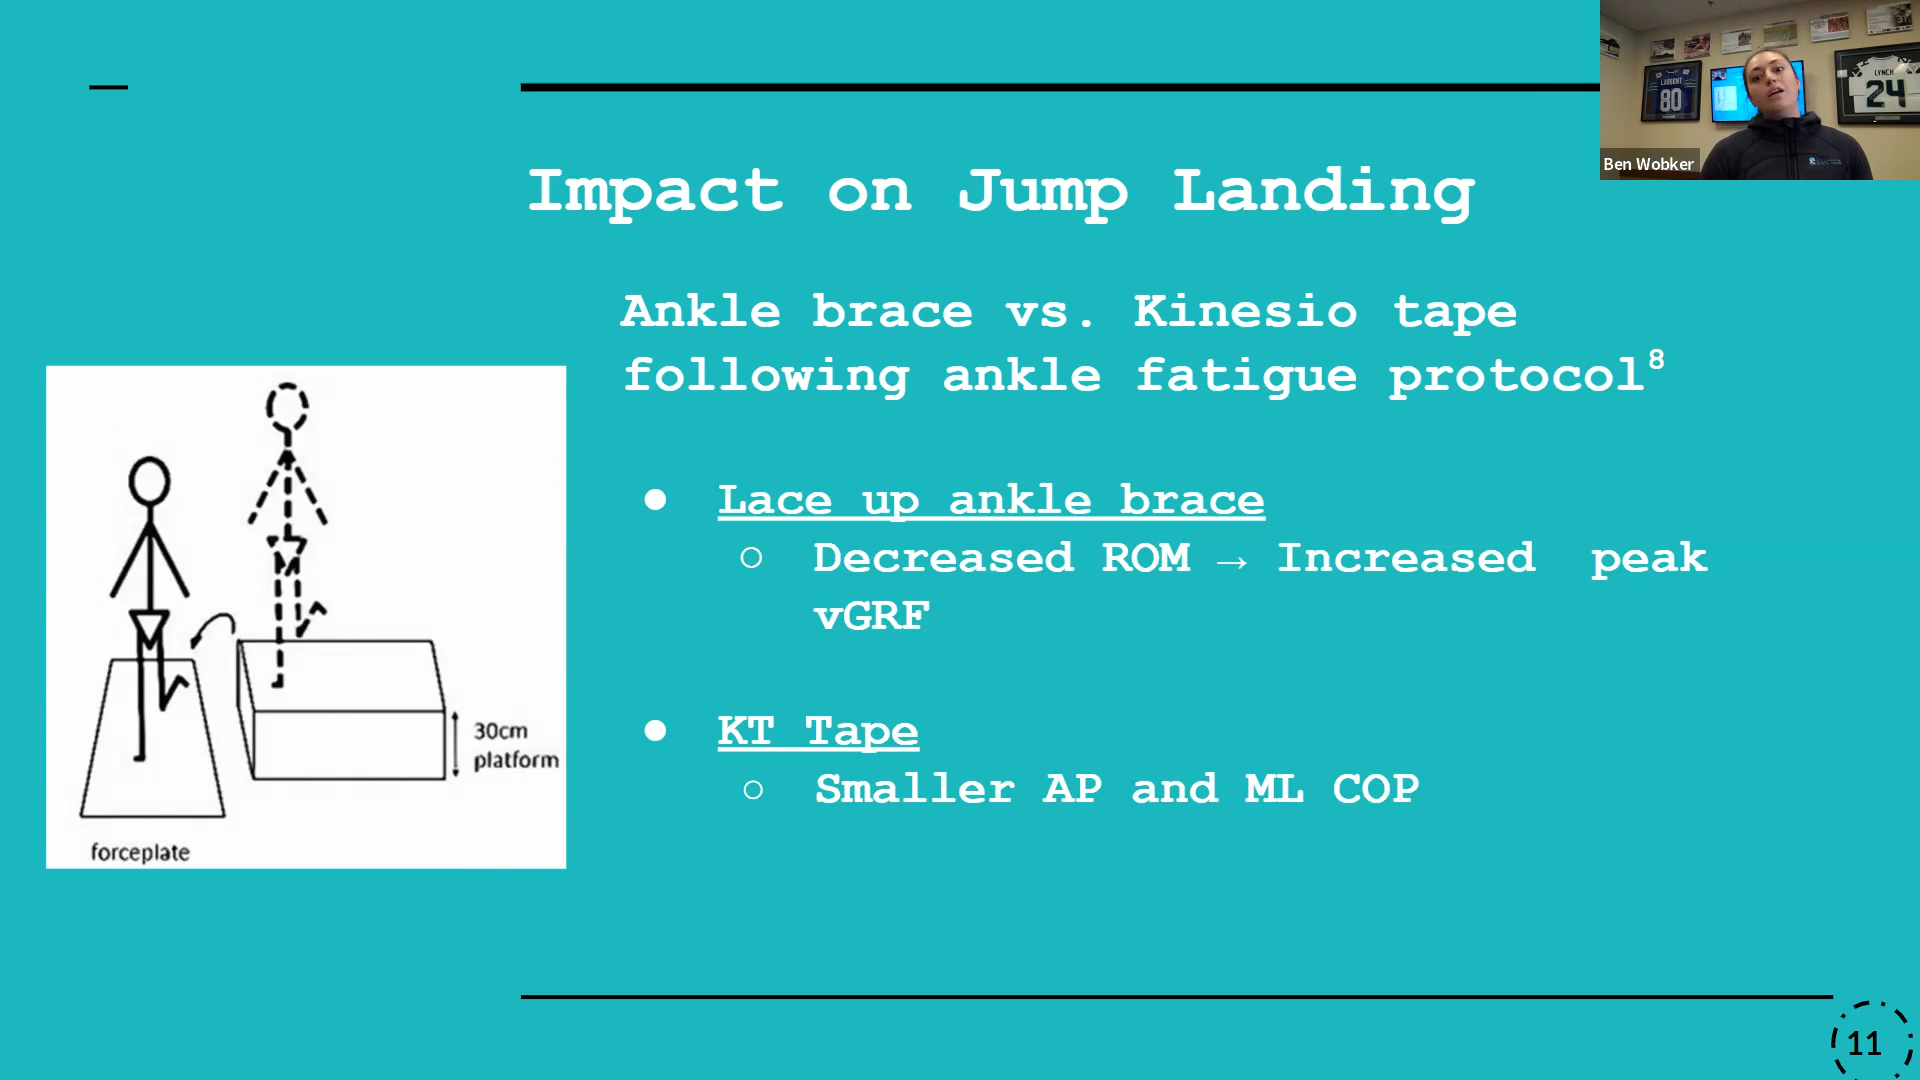 Impact on Jump Landing
Ankle brace vs. Kinesio tape
following ankle fatigue protocol⁸
● Lace up ankle brace
○ Decreased ROM → Increased peak
vGRF
● KT Tape
○ Smaller AP and ML COP
30cm
platform
forceplate
LARGENT
80
LYNCH
24
Ben Wobker
11